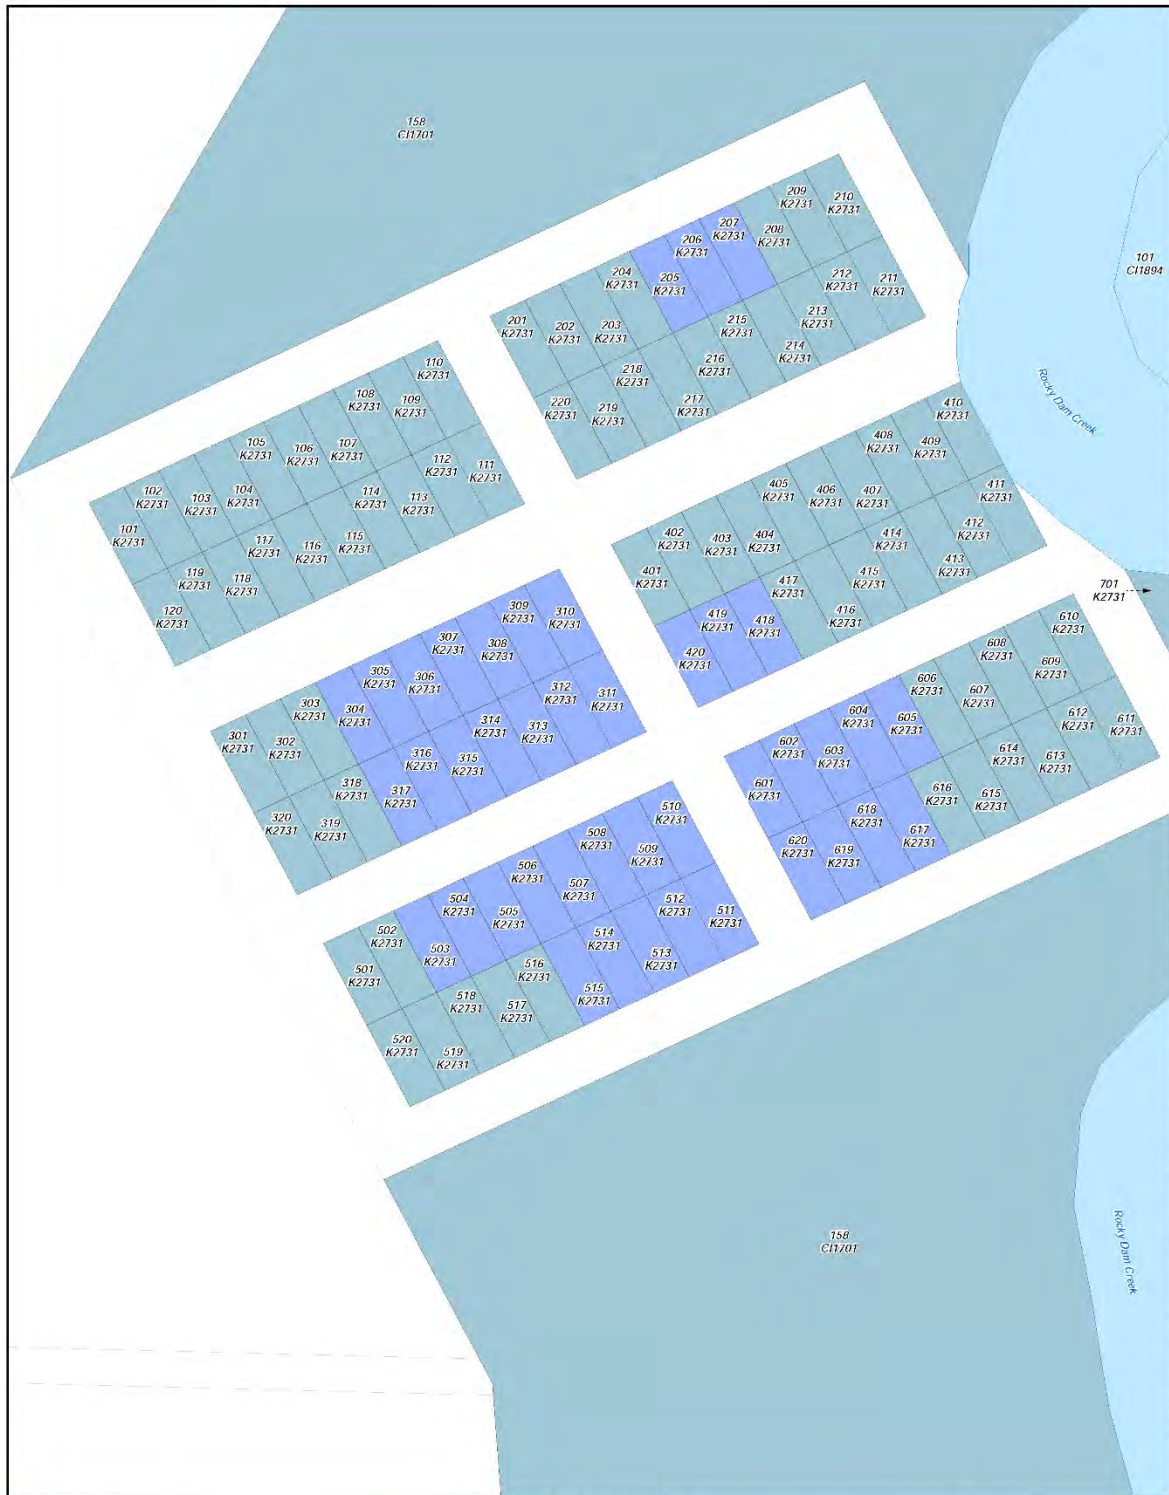 158
CI1701
209
K2731
210
K2731
207
K2731
208
K2731
206
K2731
205
K2731
204
K2731
203
K2731
202
K2731
201
K2731
212
K2731
211
K2731
213
K2731
214
K2731
215
K2731
216
K2731
217
K2731
218
K2731
219
K2731
220
K2731
101
CI1894
Rocky Dam Creek
110
K2731
109
K2731
108
K2731
107
K2731
106
K2731
105
K2731
104
K2731
103
K2731
102
K2731
101
K2731
111
K2731
112
K2731
113
K2731
114
K2731
115
K2731
116
K2731
117
K2731
118
K2731
119
K2731
120
K2731
410
K2731
409
K2731
408
K2731
407
K2731
406
K2731
405
K2731
404
K2731
403
K2731
402
K2731
401
K2731
411
K2731
412
K2731
413
K2731
414
K2731
415
K2731
416
K2731
417
K2731
418
K2731
419
K2731
420
K2731
701
K2731
310
K2731
309
K2731
308
K2731
307
K2731
306
K2731
305
K2731
304
K2731
303
K2731
302
K2731
301
K2731
311
K2731
312
K2731
313
K2731
314
K2731
315
K2731
316
K2731
317
K2731
318
K2731
319
K2731
320
K2731
610
K2731
609
K2731
608
K2731
607
K2731
606
K2731
605
K2731
604
K2731
603
K2731
602
K2731
601
K2731
611
K2731
612
K2731
613
K2731
614
K2731
615
K2731
616
K2731
617
K2731
618
K2731
619
K2731
620
K2731
510
K2731
509
K2731
508
K2731
507
K2731
506
K2731
505
K2731
504
K2731
503
K2731
502
K2731
501
K2731
511
K2731
512
K2731
513
K2731
514
K2731
515
K2731
516
K2731
517
K2731
518
K2731
519
K2731
520
K2731
158
CI1701
Rocky Dam Creek